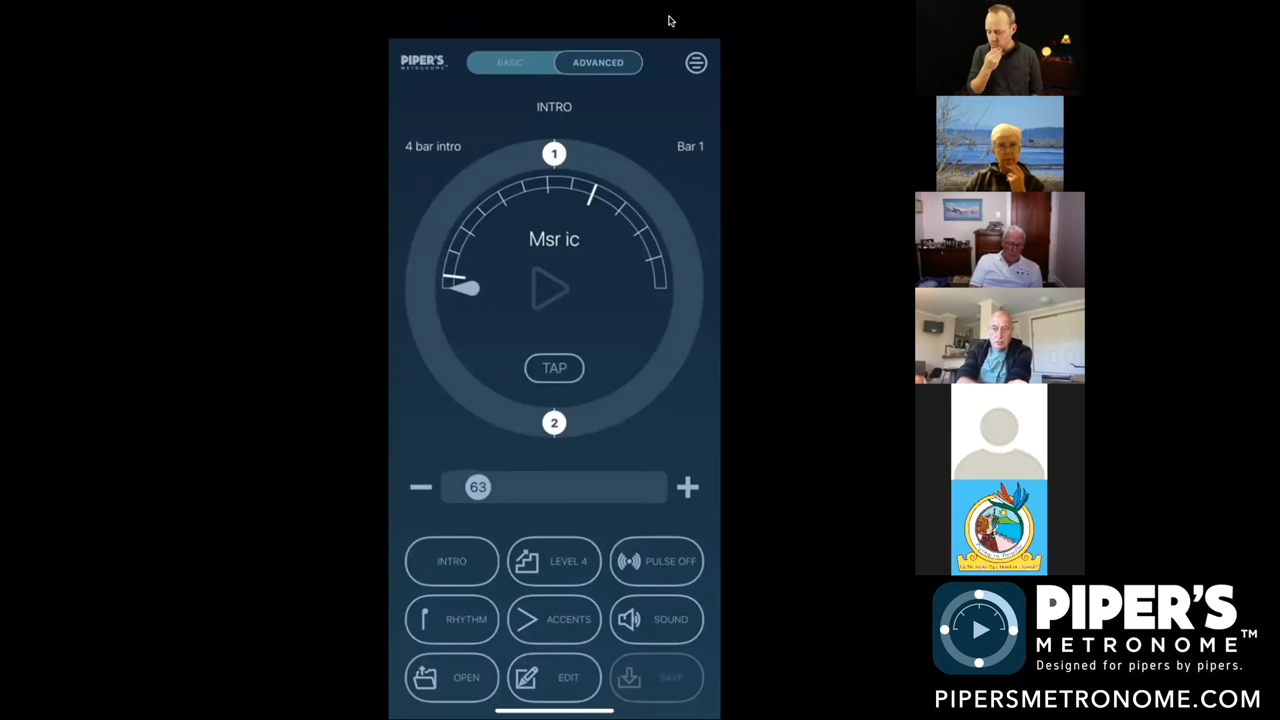 PIPER'S
METRONOME
BASIC
ADVANCED
INTRO
4 bar intro
Bar 1
1
Msr ic
TAP
2
63
INTRO
LEVEL 4
PULSE OFF
RHYTHM
ACCENTS
SOUND
OPEN
EDIT
SAVE
PIPER'S
METRONOME™
Designed for pipers by pipers.
PIPERSMETRONOME.COM